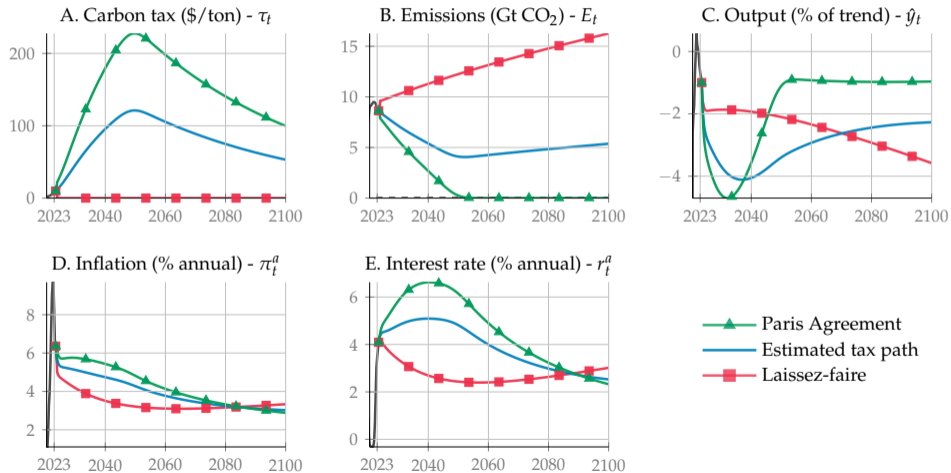 A. Carbon tax ($/ton) - τₜ
B. Emissions (Gt CO₂) - Eₜ
C. Output (% of trend) - ŷₜ
200
100
0
2023 2040 2060 2080 2100
15
10
5
0
2023 2040 2060 2080 2100
0
−2
−4
2023 2040 2060 2080 2100
D. Inflation (% annual) - πₜᵃ
E. Interest rate (% annual) - rₜᵃ
8
6
4
2
2023 2040 2060 2080 2100
6
4
2
0
2023 2040 2060 2080 2100
Paris Agreement
Estimated tax path
Laissez-faire